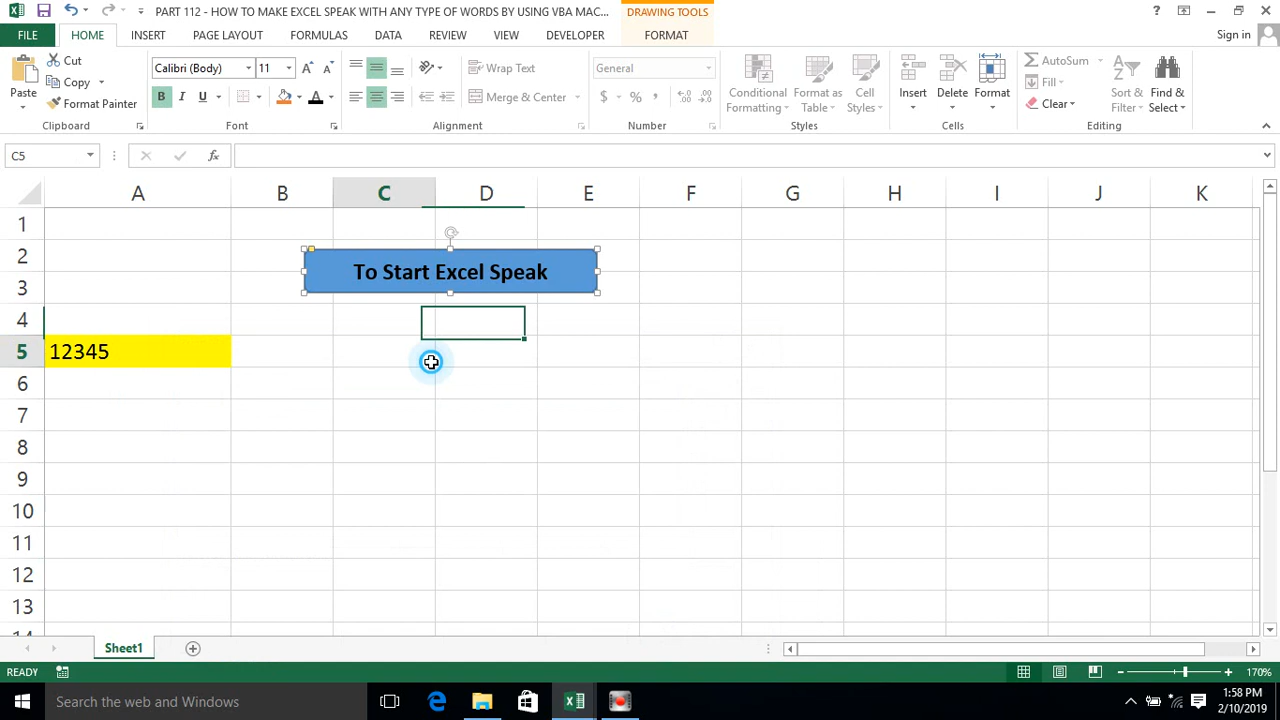 PART 112 - HOW TO MAKE EXCEL SPEAK WITH ANY TYPE OF WORDS BY USING VBA MAC...
DRAWING TOOLS
?
FILE HOME INSERT PAGE LAYOUT FORMULAS DATA REVIEW VIEW DEVELOPER FORMAT Sign in
Paste
Cut
Copy
Format Painter
Clipboard
Calibri (Body) 11
B I U
Font
Wrap Text
Merge & Center
Alignment
General
$ % ,
Number
Conditional Formatting
Format as Table
Cell Styles
Styles
Insert Delete Format
Cells
AutoSum
Fill
Clear
Sort & Filter
Find & Select
Editing
C5 fx
A B C D E F G H I J K
1
2
To Start Excel Speak
3
4
5 12345
6
7
8
9
10
11
12
13
14
Sheet1
READY 170%
Search the web and Windows
1:58 PM
2/10/2019